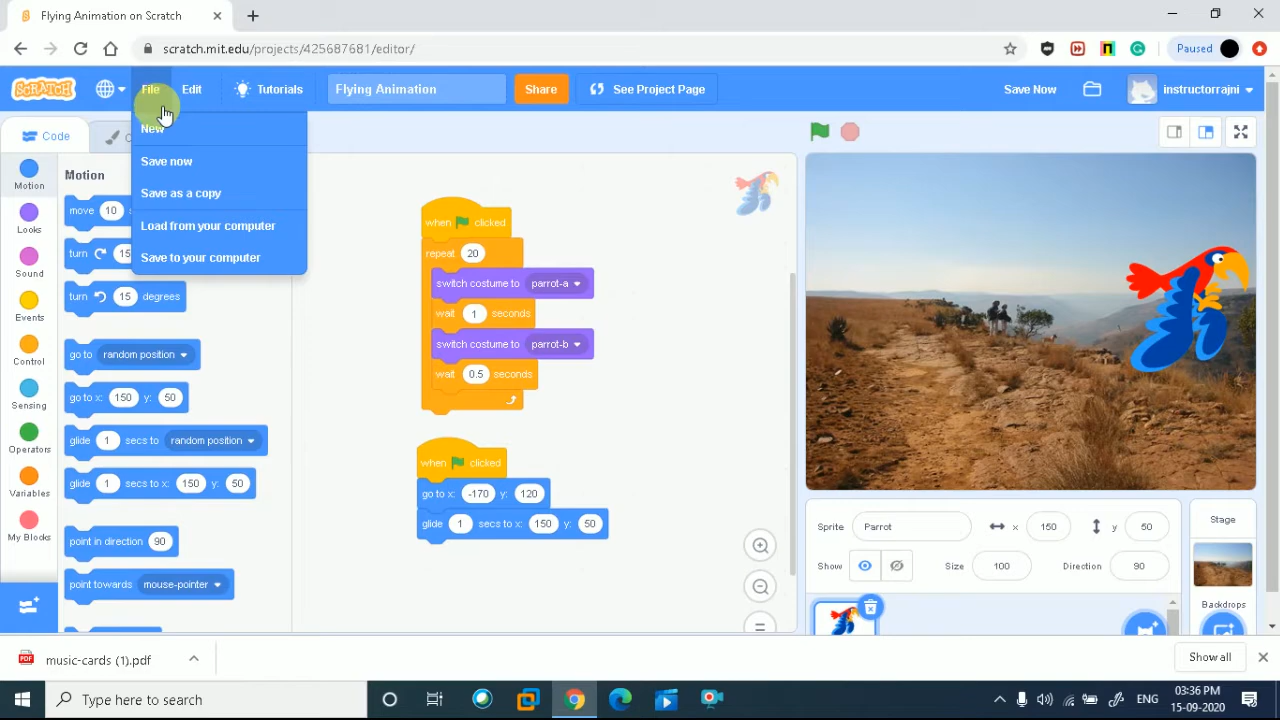 Flying Animation on Scratch
scratch.mit.edu/projects/425687681/editor/
Paused
SCRATCH
File
Edit
Tutorials
Flying Animation
Share
See Project Page
Save Now
instructorrajni
New
Save now
Save as a copy
Load from your computer
Save to your computer
Code
Motion
Looks
Sound
Events
Control
Sensing
Operators
Variables
My Blocks
Motion
move 10
turn 15
turn 15 degrees
go to random position
go to x: 150 y: 50
glide 1 secs to random position
glide 1 secs to x: 150 y: 50
point in direction 90
point towards mouse-pointer
when clicked
repeat 20
switch costume to parrot-a
wait 1 seconds
switch costume to parrot-b
wait 0.5 seconds
when clicked
go to x: -170 y: 120
glide 1 secs to x: 150 y: 50
Sprite Parrot x 150 y 50
Show Size 100 Direction 90
Stage
Backdrops
PDF
music-cards (1).pdf
Show all
Type here to search
ENG
03:36 PM
15-09-2020